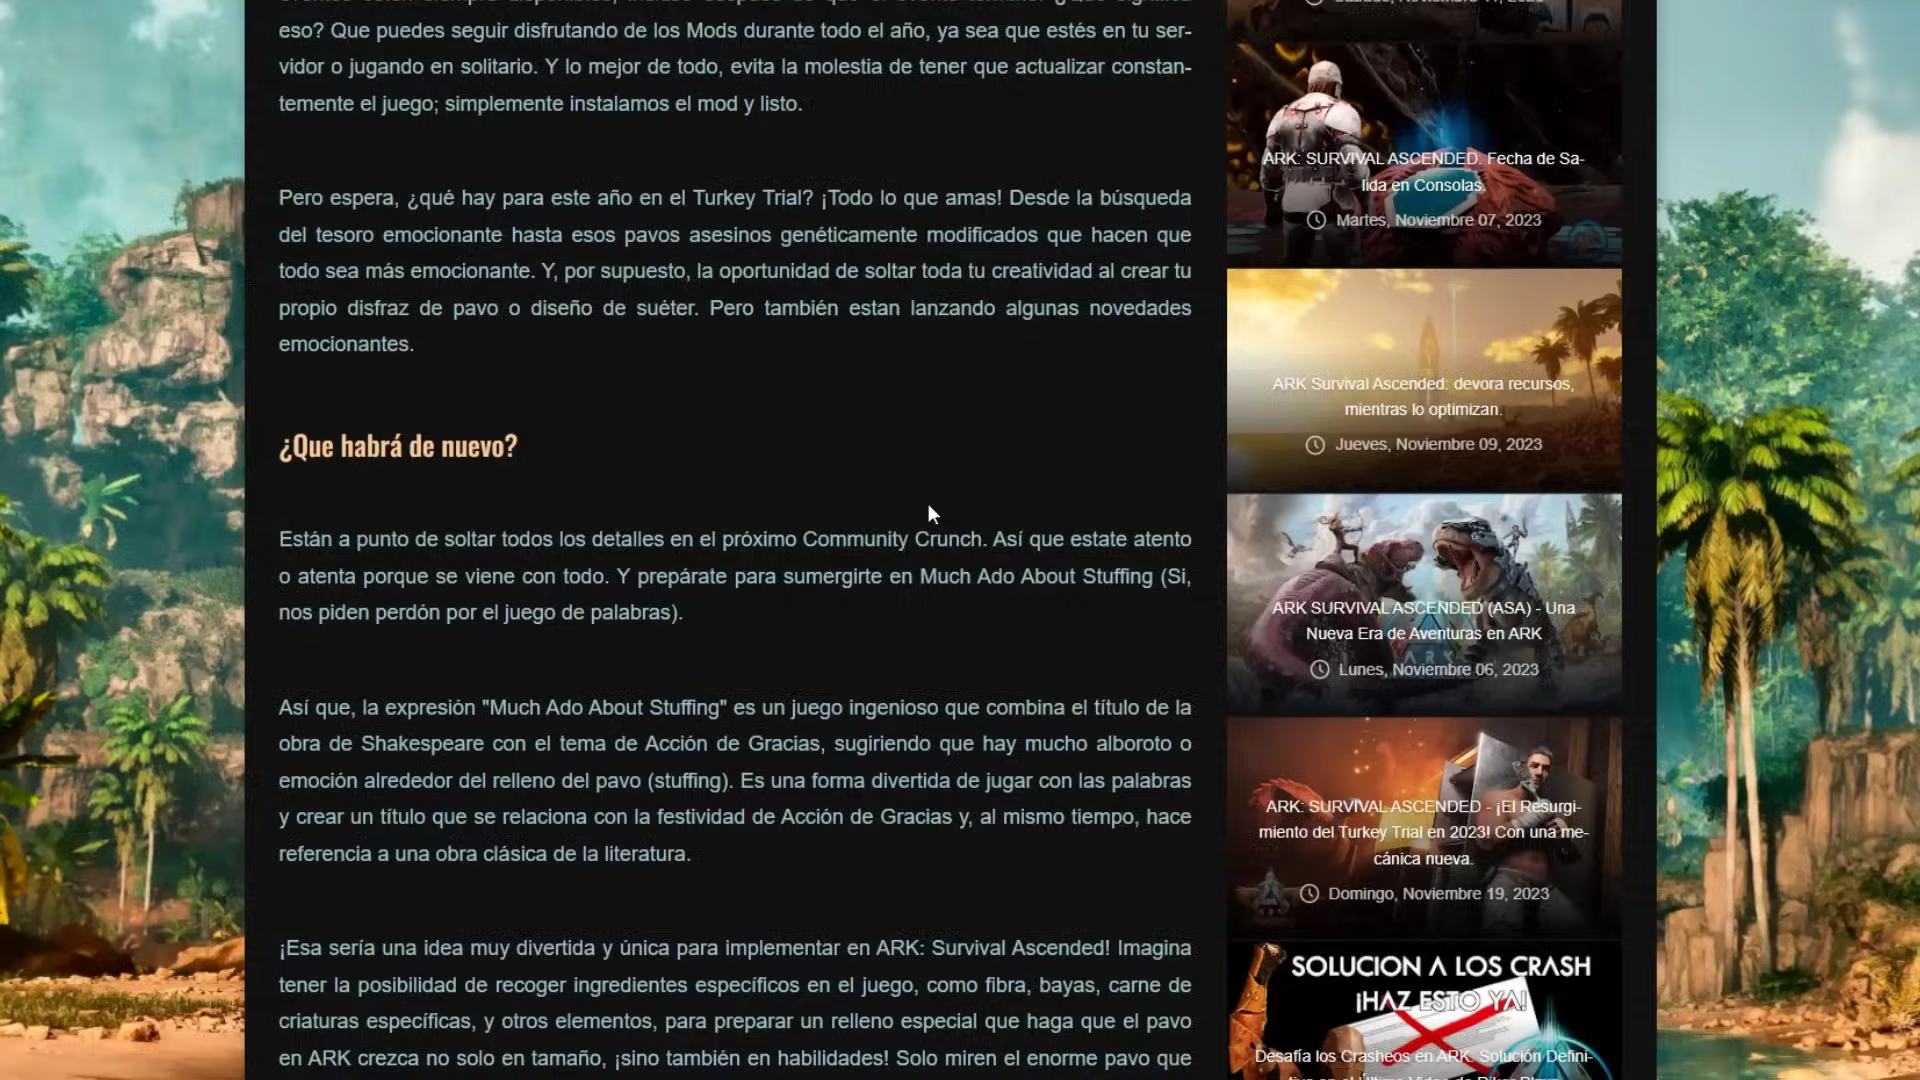 eso? Que puedes seguir disfrutando de los Mods durante todo el año, ya sea que estés en tu ser-
vidor o jugando en solitario. Y lo mejor de todo, evita la molestia de tener que actualizar constan-
temente el juego; simplemente instalamos el mod y listo.
Pero espera, ¿qué hay para este año en el Turkey Trial? ¡Todo lo que amas! Desde la búsqueda
del tesoro emocionante hasta esos pavos asesinos genéticamente modificados que hacen que
todo sea más emocionante. Y, por supuesto, la oportunidad de soltar toda tu creatividad al crear tu
propio disfraz de pavo o diseño de suéter. Pero también estan lanzando algunas novedades
emocionantes.
¿Que habrá de nuevo?
Están a punto de soltar todos los detalles en el próximo Community Crunch. Así que estate atento
o atenta porque se viene con todo. Y prepárate para sumergirte en Much Ado About Stuffing (Si,
nos piden perdón por el juego de palabras).
Así que, la expresión "Much Ado About Stuffing" es un juego ingenioso que combina el título de la
obra de Shakespeare con el tema de Acción de Gracias, sugiriendo que hay mucho alboroto o
emoción alrededor del relleno del pavo (stuffing). Es una forma divertida de jugar con las palabras
y crear un título que se relaciona con la festividad de Acción de Gracias y, al mismo tiempo, hace
referencia a una obra clásica de la literatura.
¡Esa sería una idea muy divertida y única para implementar en ARK: Survival Ascended! Imagina
tener la posibilidad de recoger ingredientes específicos en el juego, como fibra, bayas, carne de
criaturas específicas, y otros elementos, para preparar un relleno especial que haga que el pavo
en ARK crezca no solo en tamaño, ¡sino también en habilidades! Solo miren el enorme pavo que
ARK: SURVIVAL ASCENDED. Fecha de Sa-
lida en Consolas.
Martes, Noviembre 07, 2023
ARK Survival Ascended: devora recursos,
mientras lo optimizan.
Jueves, Noviembre 09, 2023
ARK SURVIVAL ASCENDED (ASA) - Una
Nueva Era de Aventuras en ARK
Lunes, Noviembre 06, 2023
ARK: SURVIVAL ASCENDED - ¡El Resurgi-
miento del Turkey Trial en 2023! Con una me-
cánica nueva.
Domingo, Noviembre 19, 2023
SOLUCION A LOS CRASH
¡HAZ ESTO YA!
Desafía los Crasheos en ARK. Solución Defini-